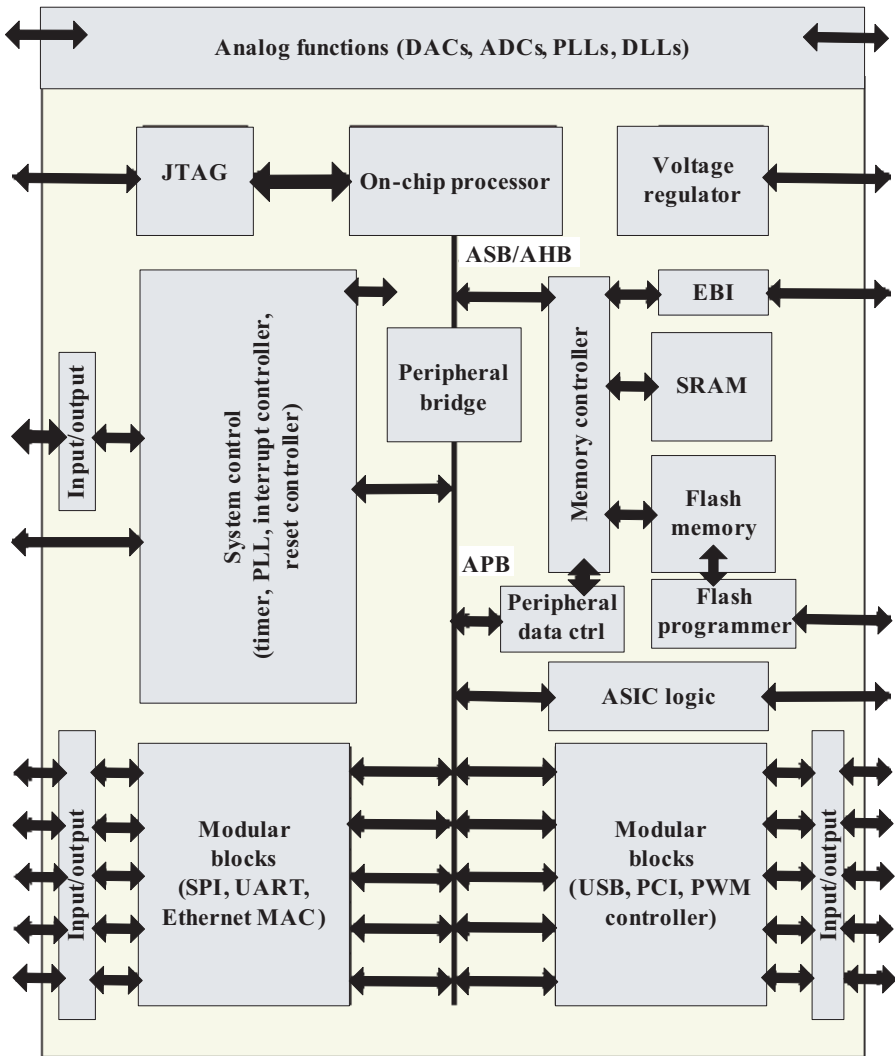 Analog functions (DACs, ADCs, PLLs, DLLs)
JTAG
On-chip processor
Voltage
regulator
ASB/AHB
EBI
Peripheral
bridge
Memory controller
SRAM
Input/output
System control
(timer, PLL, interrupt controller,
reset controller)
Flash
memory
APB
Peripheral
data ctrl
Flash
programmer
ASIC logic
Input/output
Modular
blocks
(SPI, UART,
Ethernet MAC)
Modular
blocks
(USB, PCI, PWM
controller)
Input/output